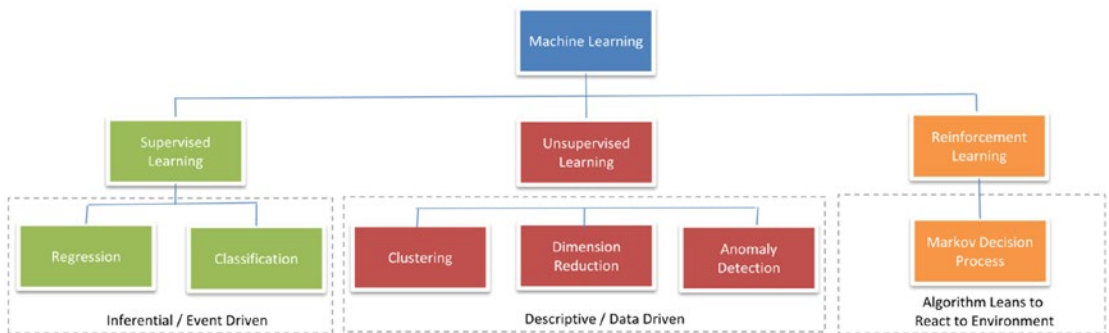 Machine Learning
Supervised
Learning
Unsupervised
Learning
Reinforcement
Learning
Regression
Classification
Clustering
Dimension
Reduction
Anomaly
Detection
Markov Decision
Process
Inferential / Event Driven
Descriptive / Data Driven
Algorithm Leans to
React to Environment